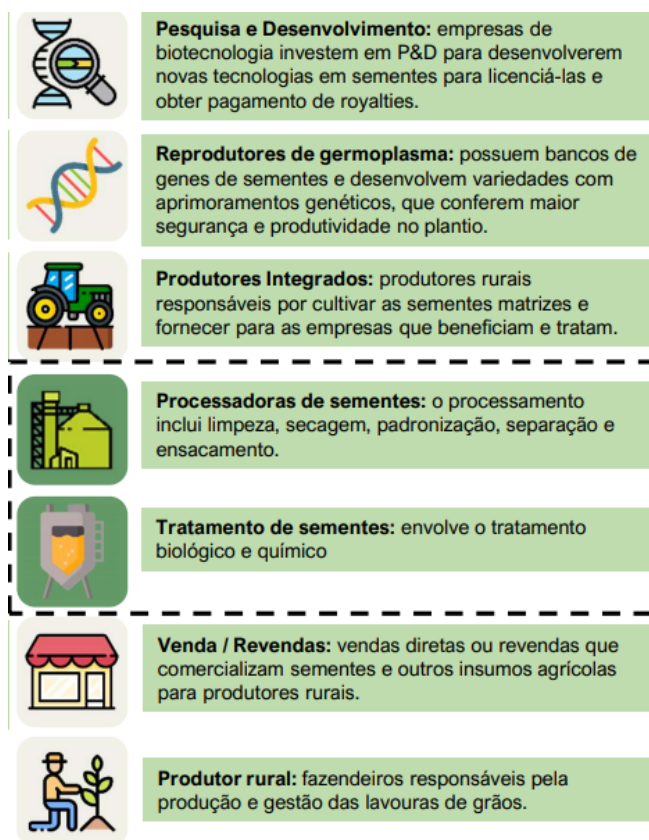 Pesquisa e Desenvolvimento: empresas de
biotecnologia investem em P&D para desenvolverem
novas tecnologias em sementes para licenciá-las e
obter pagamento de royalties.
Reprodutores de germoplasma: possuem bancos de
genes de sementes e desenvolvem variedades com
aprimoramentos genéticos, que conferem maior
segurança e produtividade no plantio.
Produtores Integrados: produtores rurais
responsáveis por cultivar as sementes matrizes e
fornecer para as empresas que beneficiam e tratam.
Processadoras de sementes: o processamento
inclui limpeza, secagem, padronização, separação e
ensacamento.
Tratamento de sementes: envolve o tratamento
biológico e químico
Venda / Revendas: vendas diretas ou revendas que
comercializam sementes e outros insumos agrícolas
para produtores rurais.
Produtor rural: fazendeiros responsáveis pela
produção e gestão das lavouras de grãos.